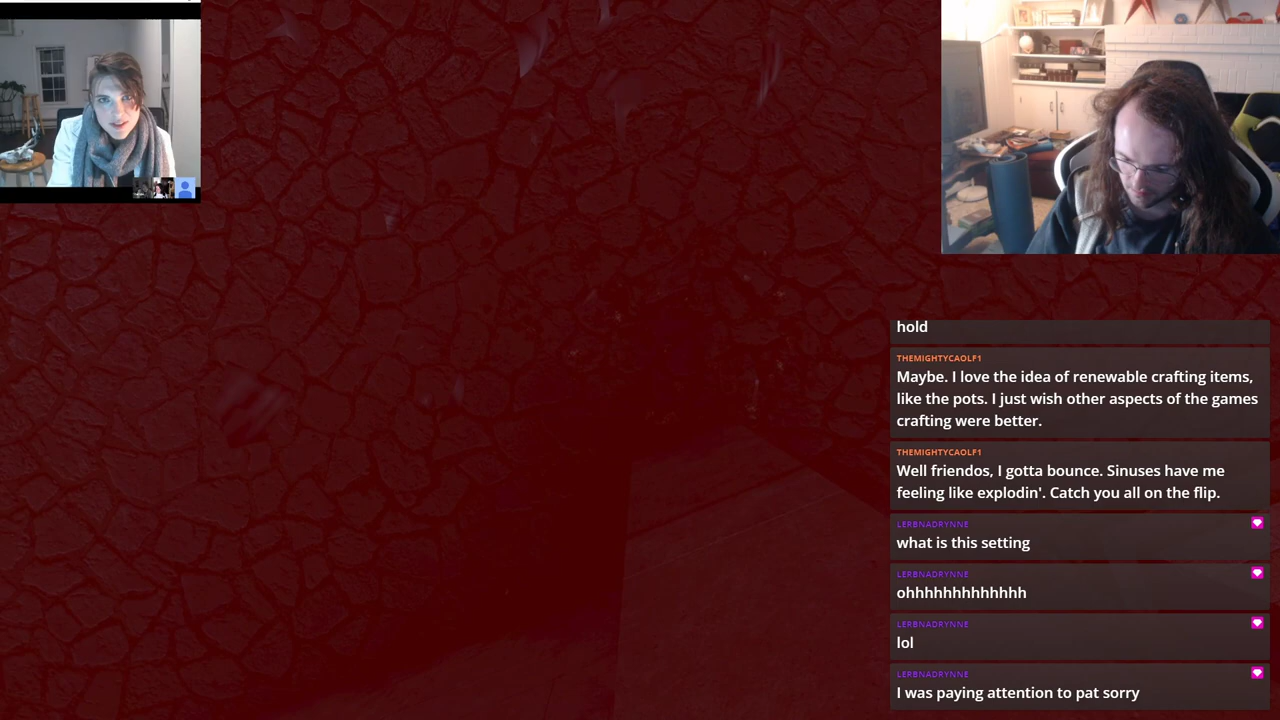 hold
THEMIGHTYCAOLF1
Maybe. I love the idea of renewable crafting items,
like the pots. I just wish other aspects of the games
crafting were better.
THEMIGHTYCAOLF1
Well friendos, I gotta bounce. Sinuses have me
feeling like explodin'. Catch you all on the flip.
LERBNADRYNNE
what is this setting
LERBNADRYNNE
ohhhhhhhhhhhhh
LERBNADRYNNE
lol
LERBNADRYNNE
I was paying attention to pat sorry